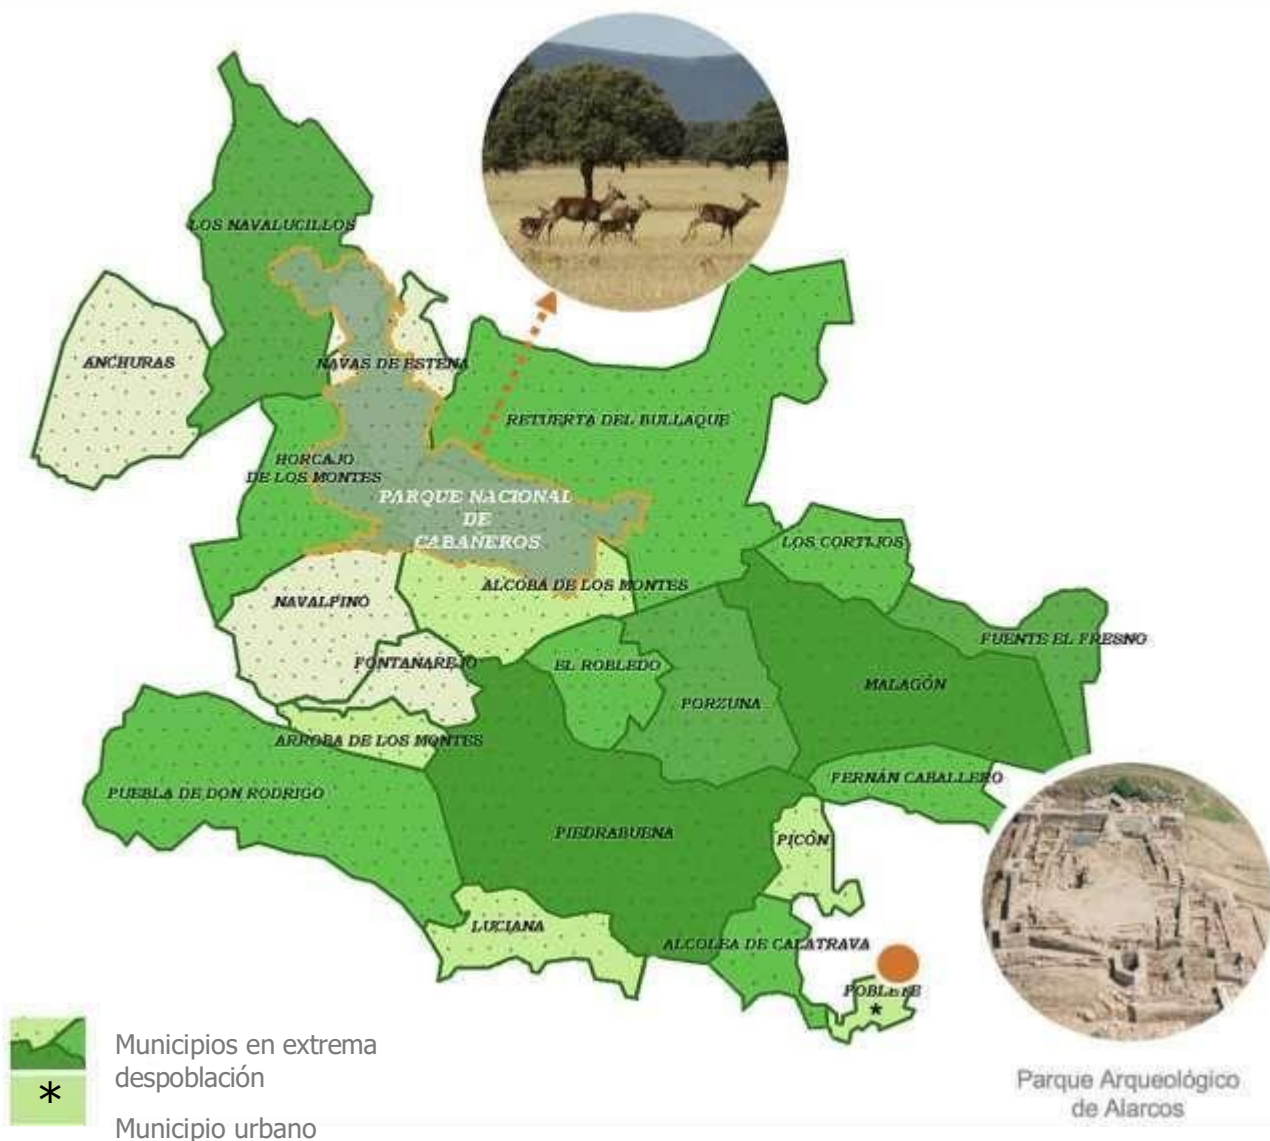 LOS NAVALUCILLOS
ANCHURAS
NAVAS DE ESTENA
RETUERTA DEL BULLAQUE
HORCAJO
DE LOS MONTES
PARQUE NACIONAL
DE
CABAÑEROS
LOS CORTIJOS
ALCOBA DE LOS MONTES
NAVALPINO
FUENTE EL FRESNO
FONTANAREJO
EL ROBLEDO
MALAGÓN
PORZUNA
ARROBA DE LOS MONTES
FERNÁN CABALLERO
PUEBLA DE DON RODRIGO
PIEDRABUENA
PICÓN
LUCIANA
ALCOLEA DE CALATRAVA
POBLETE
*
Municipios en extrema
despoblación
*
Municipio urbano
Parque Arqueológico
de Alarcos